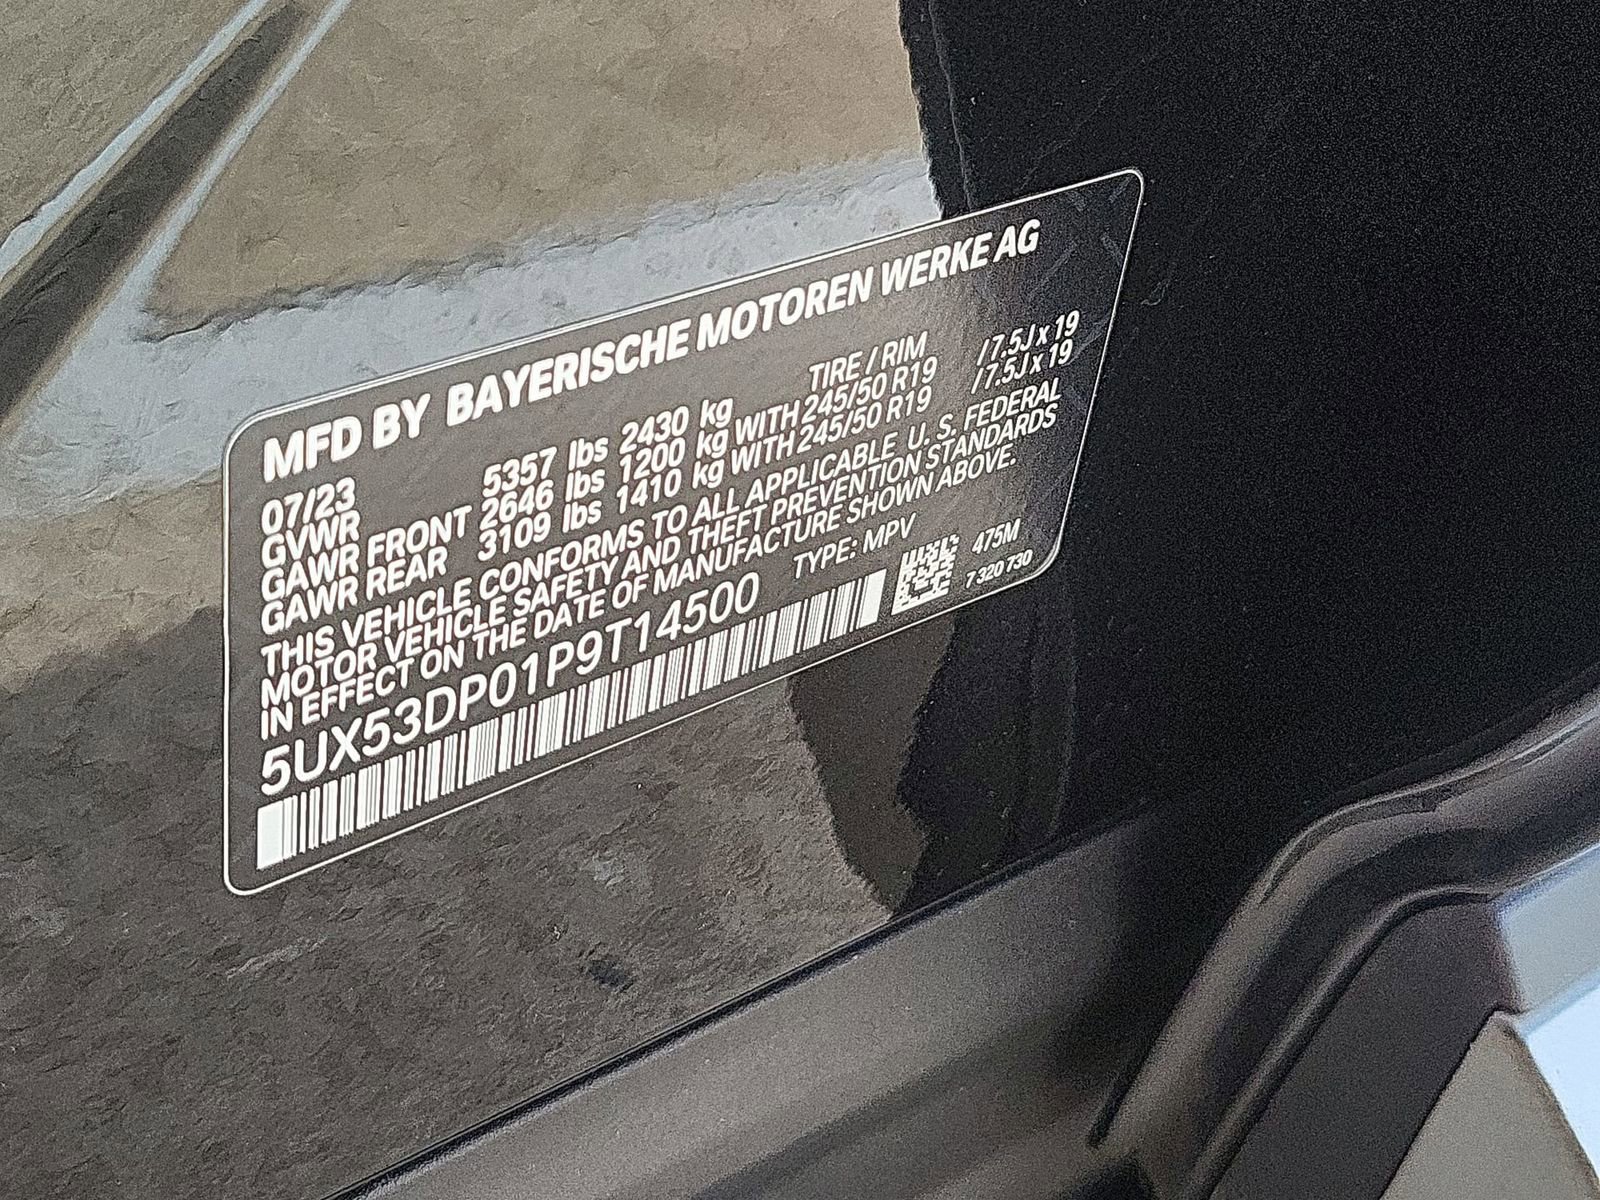 MFD BY BAYERISCHE MOTOREN WERKE AG
07/23 TIRE / RIM
GVWR 5357 lbs 2430 kg
GAWR FRONT 2646 lbs 1200 kg WITH 245/50 R19 / 7.5J x 19
GAWR REAR 3109 lbs 1410 kg WITH 245/50 R19 / 7.5J x 19
THIS VEHICLE CONFORMS TO ALL APPLICABLE U. S. FEDERAL
MOTOR VEHICLE SAFETY AND THEFT PREVENTION STANDARDS
IN EFFECT ON THE DATE OF MANUFACTURE SHOWN ABOVE.
5UX53DP01P9T14500 TYPE: MPV
475M
7 320 730